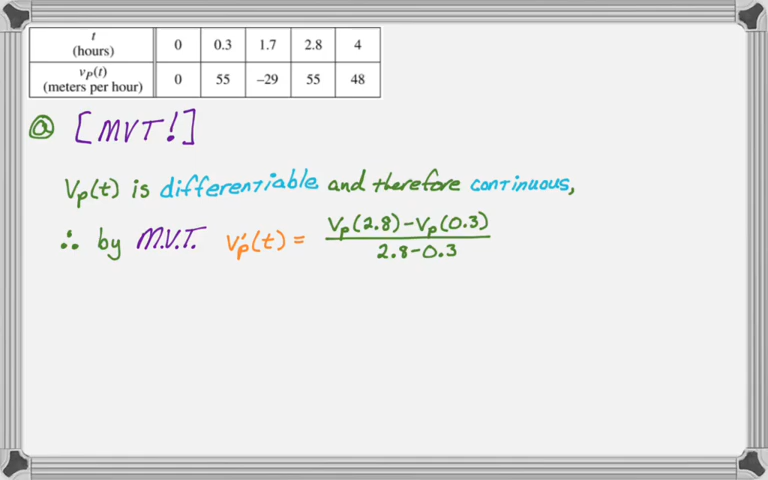 t (hours) 0 0.3 1.7 2.8 4
vP(t) (meters per hour) 0 55 −29 55 48
ⓐ [MVT!]
Vp(t) is differentiable and therefore continuous,
∴ by M.V.T. V'p(t) = Vp(2.8) − Vp(0.3) / 2.8 − 0.3